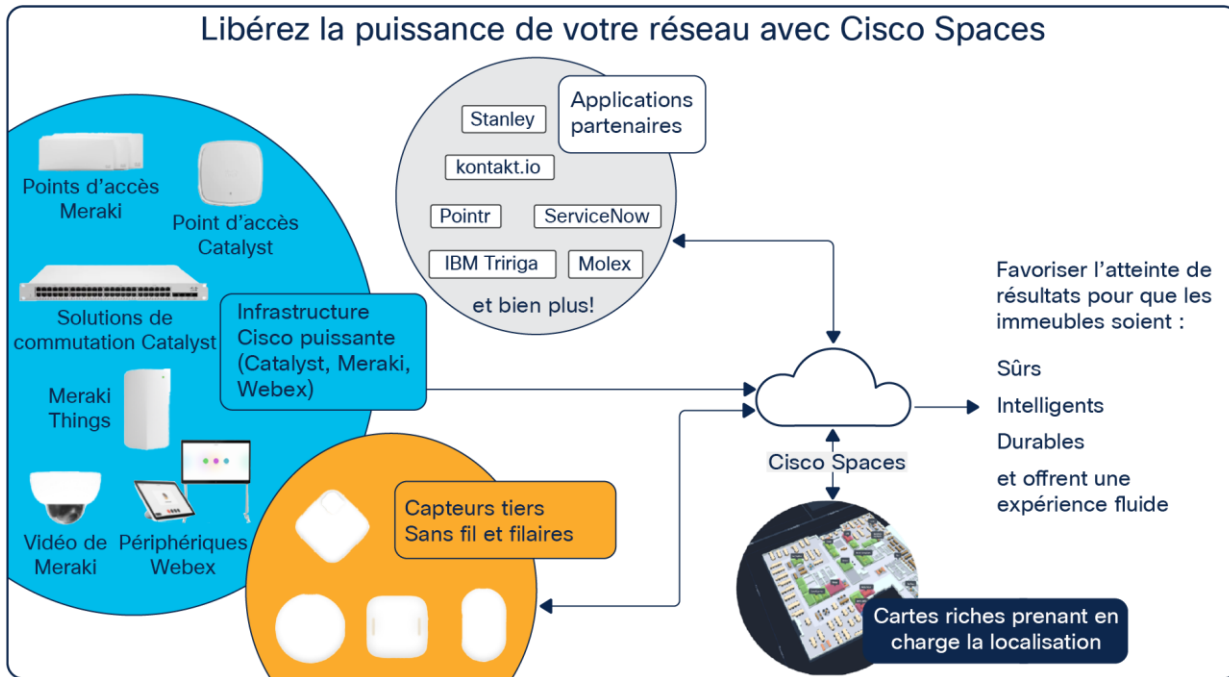 Libérez la puissance de votre réseau avec Cisco Spaces
Points d'accès
Meraki
Point d'accès
Catalyst
Solutions de
commutation Catalyst
Meraki
Things
Vidéo de
Meraki
Périphériques
Webex
Infrastructure
Cisco puissante
(Catalyst, Meraki,
Webex)
Applications
partenaires
Stanley
kontakt.io
Pointr
ServiceNow
IBM Tririga
Molex
et bien plus!
Capteurs tiers
Sans fil et filaires
Cisco Spaces
Cartes riches prenant en
charge la localisation
Favoriser l'atteinte de
résultats pour que les
immeubles soient :
Sûrs
Intelligents
Durables
et offrent une
expérience fluide